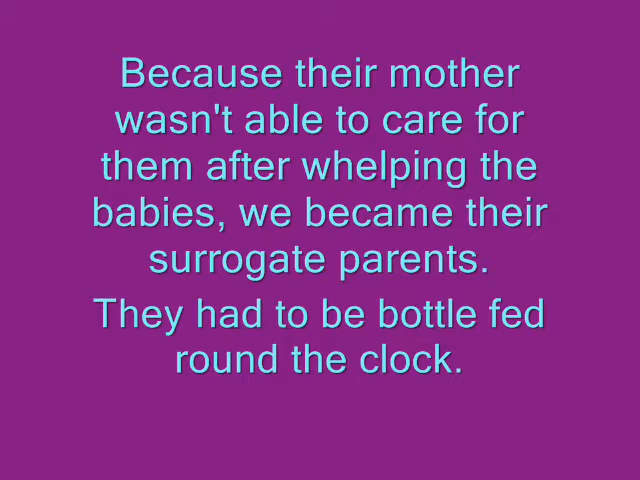 Because their mother
wasn't able to care for
them after whelping the
babies, we became their
surrogate parents.
They had to be bottle fed
round the clock.